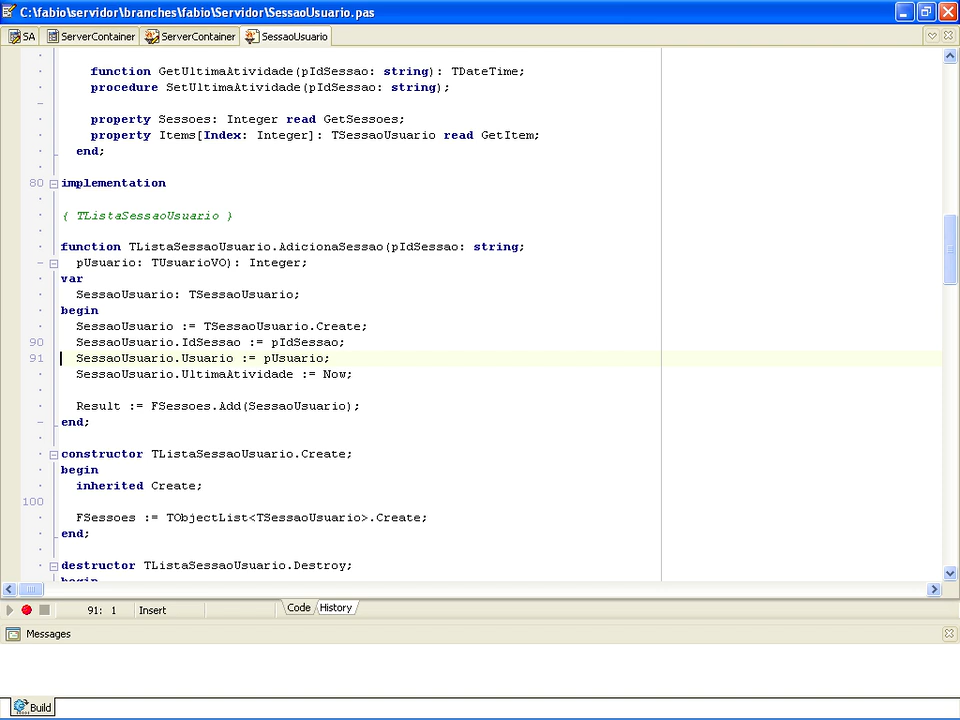 C:\fabio\servidor\branches\fabio\Servidor\SessaoUsuario.pas
SA ServerContainer ServerContainer SessaoUsuario
function GetUltimaAtividade(pIdSessao: string): TDateTime;
procedure SetUltimaAtividade(pIdSessao: string);
property Sessoes: Integer read GetSessoes;
property Items[Index: Integer]: TSessaoUsuario read GetItem;
end;
80 implementation
{ TListaSessaoUsuario }
function TListaSessaoUsuario.AdicionaSessao(pIdSessao: string;
pUsuario: TUsuarioVO): Integer;
var
SessaoUsuario: TSessaoUsuario;
begin
SessaoUsuario := TSessaoUsuario.Create;
90 SessaoUsuario.IdSessao := pIdSessao;
91 SessaoUsuario.Usuario := pUsuario;
SessaoUsuario.UltimaAtividade := Now;
Result := FSessoes.Add(SessaoUsuario);
end;
constructor TListaSessaoUsuario.Create;
begin
inherited Create;
100
FSessoes := TObjectList<TSessaoUsuario>.Create;
end;
destructor TListaSessaoUsuario.Destroy;
begin
91: 1 Insert Code History
Messages
Build